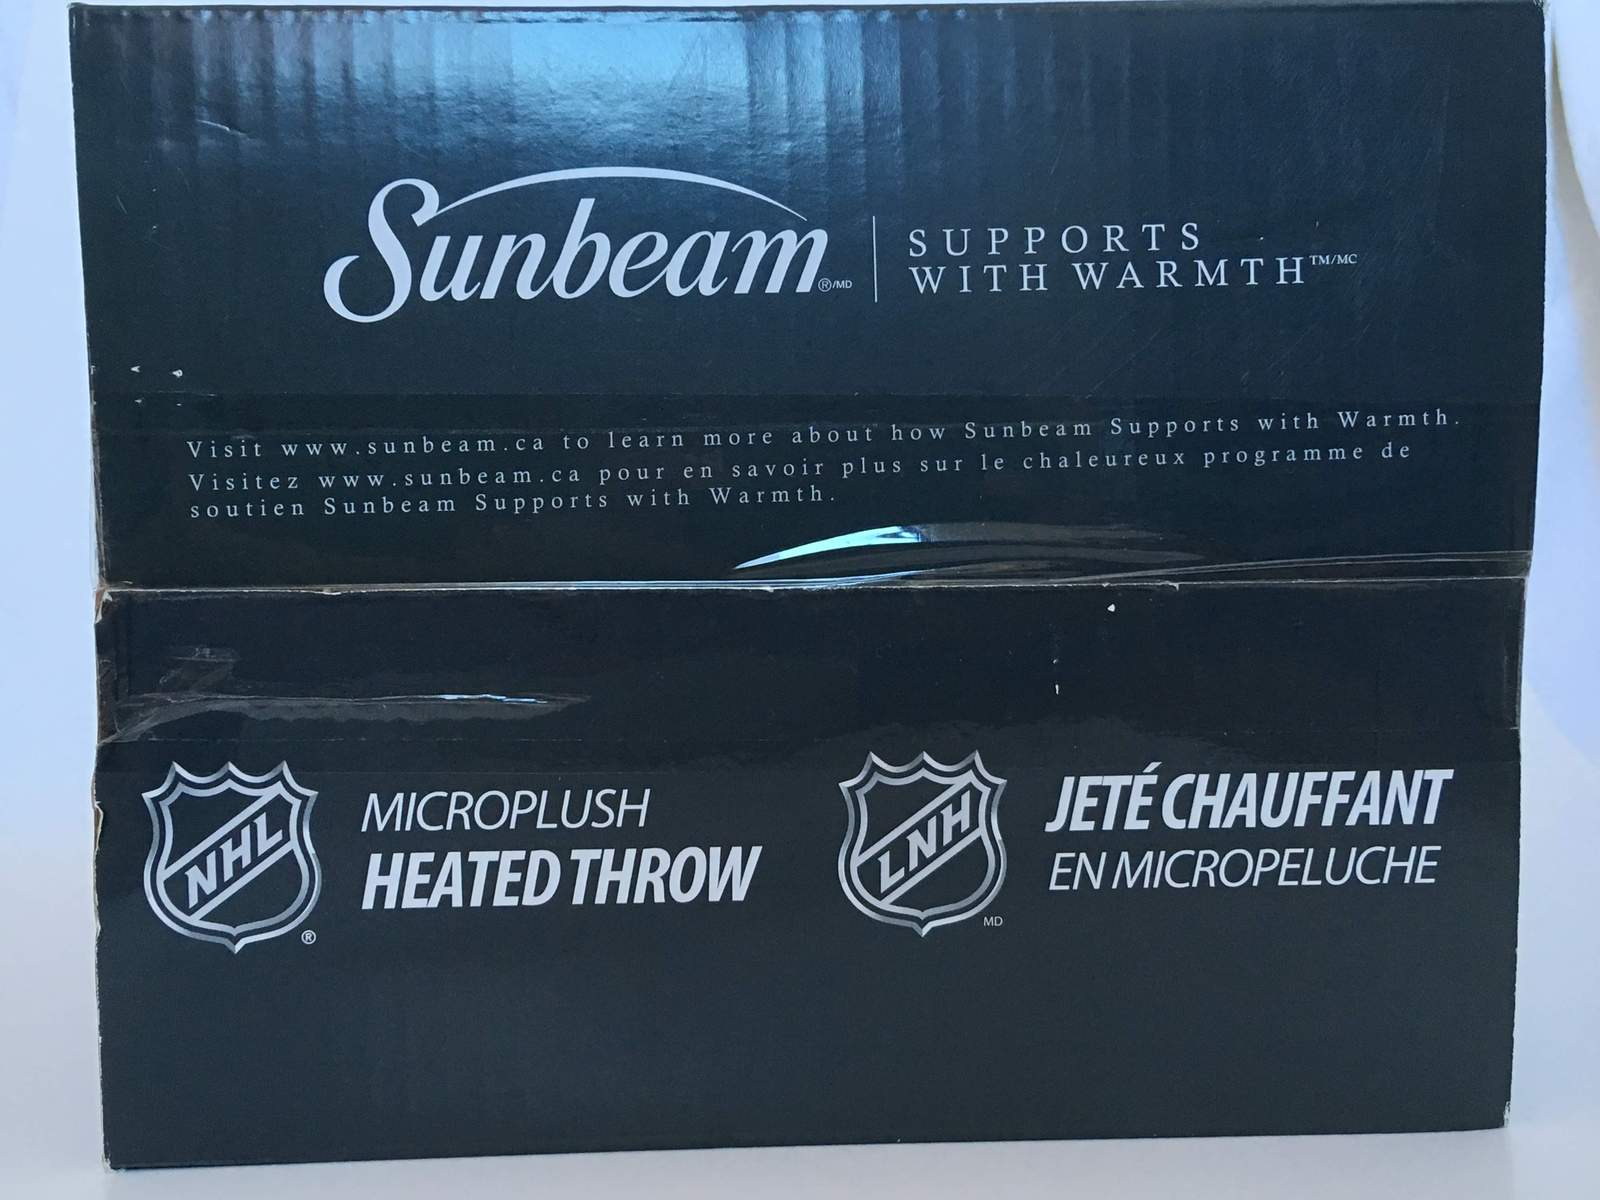 Sunbeam®/MD
SUPPORTS
WITH WARMTH™/MC
Visit www.sunbeam.ca to learn more about how Sunbeam Supports with Warmth.
Visitez www.sunbeam.ca pour en savoir plus sur le chaleureux programme de
soutien Sunbeam Supports with Warmth.
NHL
®
MICROPLUSH
HEATED THROW
LNH
MD
JETÉ CHAUFFANT
EN MICROPELUCHE